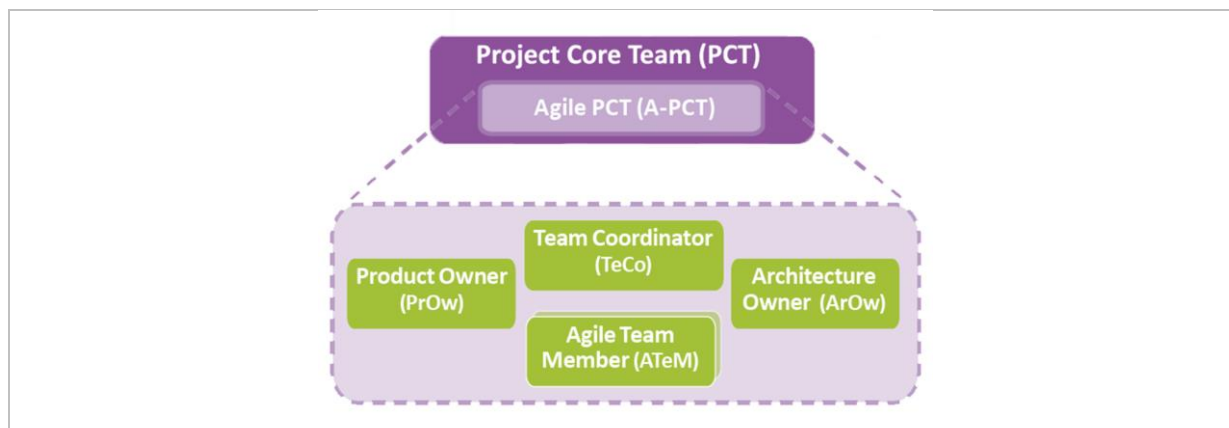 Project Core Team (PCT)
Agile PCT (A-PCT)
Team Coordinator
(TeCo)
Product Owner
(PrOw)
Architecture
Owner (ArOw)
Agile Team
Member (ATeM)